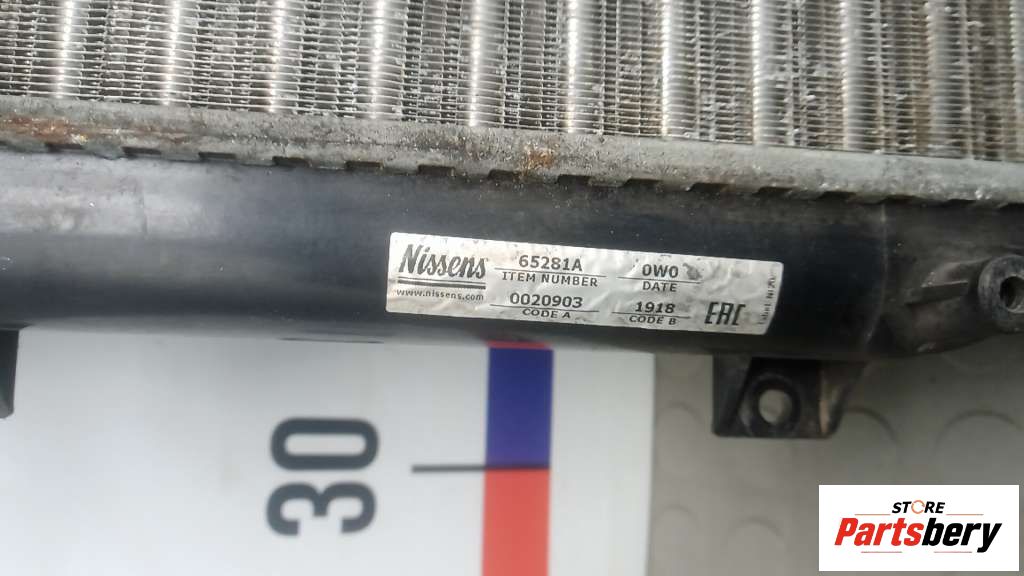 Nissens
www.nissens.com
65281A
ITEM NUMBER
0W0
DATE
0020903
CODE A
1918
CODE B
EAC
30
STORE
Partsbery